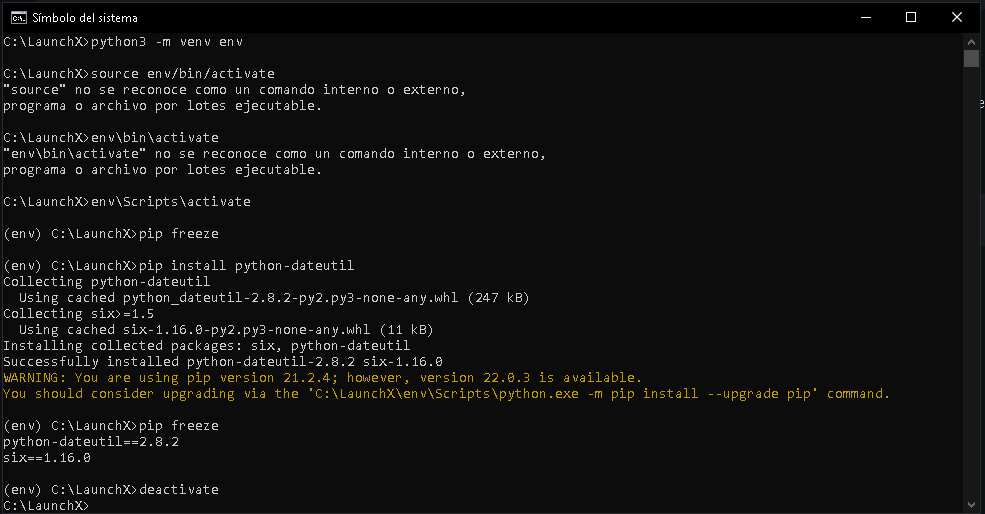 Símbolo del sistema
C:\LaunchX>python3 -m venv env
C:\LaunchX>source env/bin/activate
"source" no se reconoce como un comando interno o externo,
programa o archivo por lotes ejecutable.
C:\LaunchX>env\bin\activate
"env\bin\activate" no se reconoce como un comando interno o externo,
programa o archivo por lotes ejecutable.
C:\LaunchX>env\Scripts\activate
(env) C:\LaunchX>pip freeze
(env) C:\LaunchX>pip install python-dateutil
Collecting python-dateutil
  Using cached python_dateutil-2.8.2-py2.py3-none-any.whl (247 kB)
Collecting six>=1.5
  Using cached six-1.16.0-py2.py3-none-any.whl (11 kB)
Installing collected packages: six, python-dateutil
Successfully installed python-dateutil-2.8.2 six-1.16.0
WARNING: You are using pip version 21.2.4; however, version 22.0.3 is available.
You should consider upgrading via the 'C:\LaunchX\env\Scripts\python.exe -m pip install --upgrade pip' command.
(env) C:\LaunchX>pip freeze
python-dateutil==2.8.2
six==1.16.0
(env) C:\LaunchX>deactivate
C:\LaunchX>